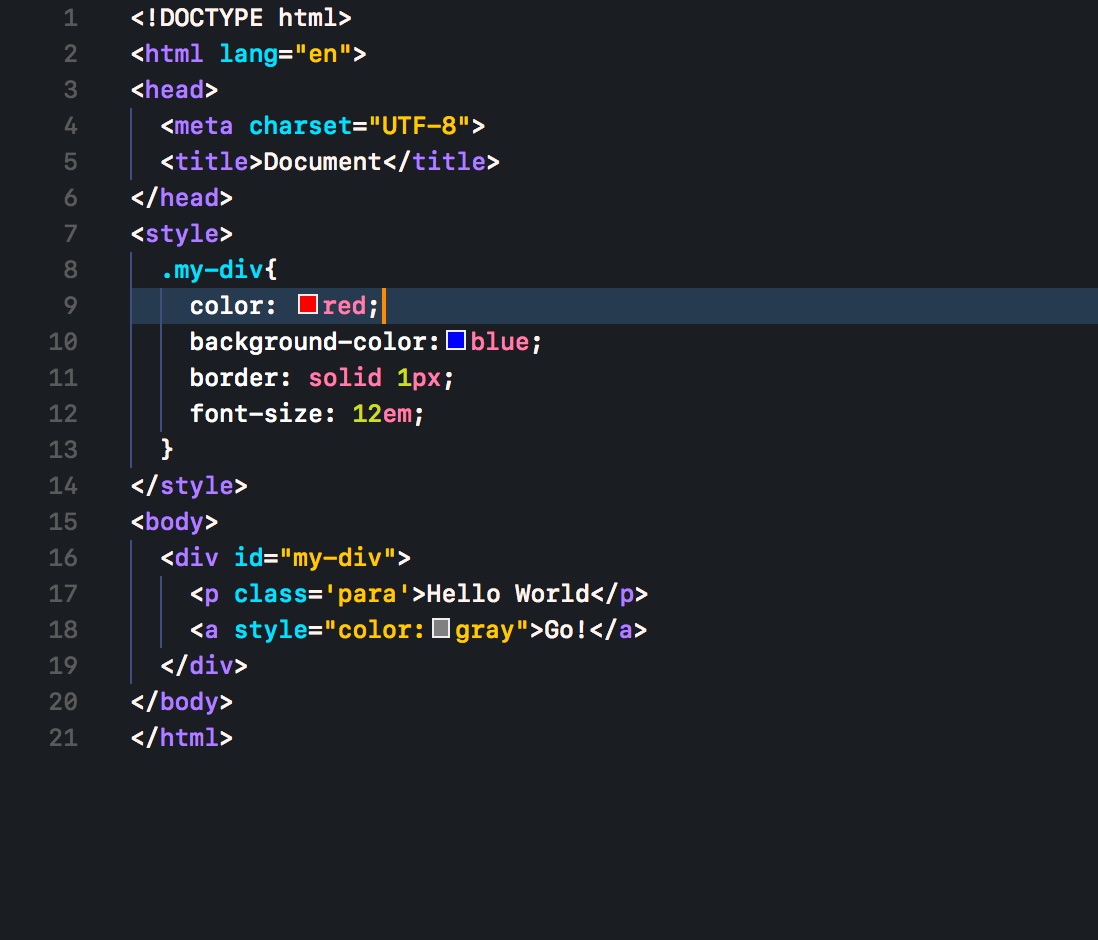 1 <!DOCTYPE html>
2 <html lang="en">
3 <head>
4 <meta charset="UTF-8">
5 <title>Document</title>
6 </head>
7 <style>
8 .my-div{
9 color: red;
10 background-color:blue;
11 border: solid 1px;
12 font-size: 12em;
13 }
14 </style>
15 <body>
16 <div id="my-div">
17 <p class='para'>Hello World</p>
18 <a style="color:gray">Go!</a>
19 </div>
20 </body>
21 </html>